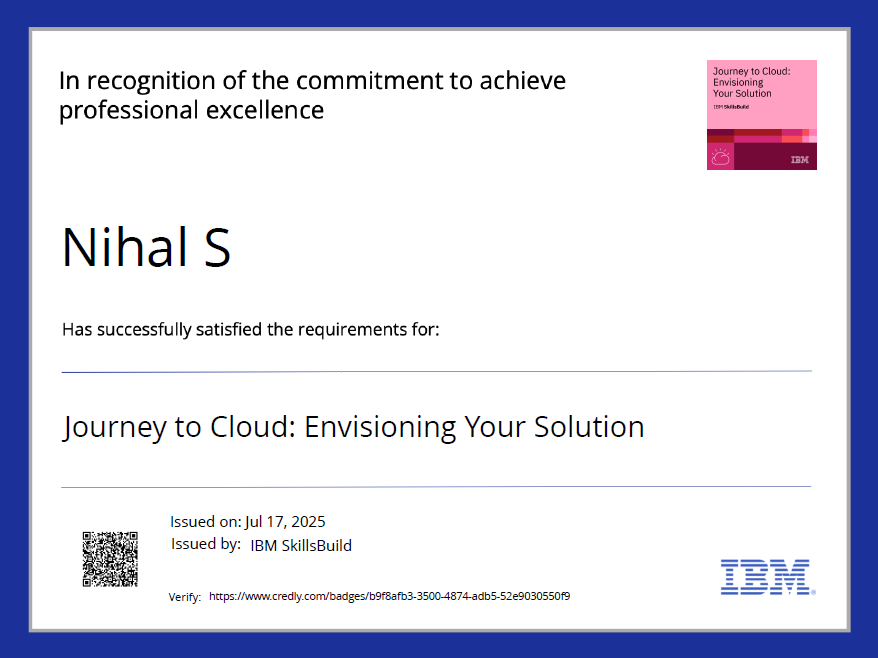 In recognition of the commitment to achieve
professional excellence
Journey to Cloud:
Envisioning
Your Solution
IBM SkillsBuild
IBM
Nihal S
Has successfully satisfied the requirements for:
Journey to Cloud: Envisioning Your Solution
Issued on: Jul 17, 2025
Issued by: IBM SkillsBuild
Verify: https://www.credly.com/badges/b9f8afb3-3500-4874-adb5-52e9030550f9
IBM®